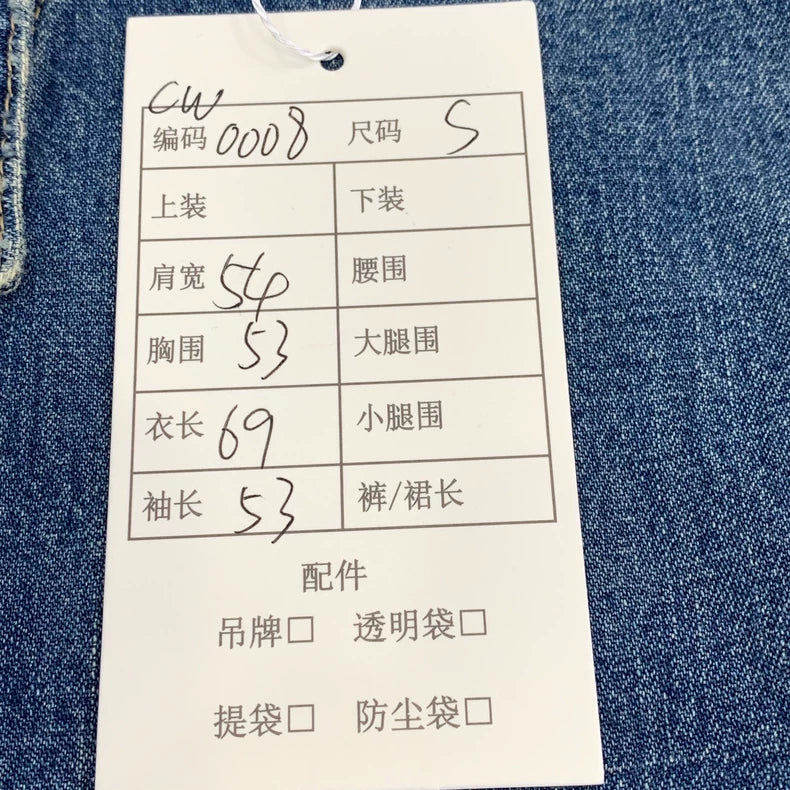 CW
编码 0008 尺码 S
上装 下装
肩宽 54 腰围
胸围 53 大腿围
衣长 69 小腿围
袖长 53 裤/裙长
配件
吊牌□ 透明袋□
提袋□ 防尘袋□